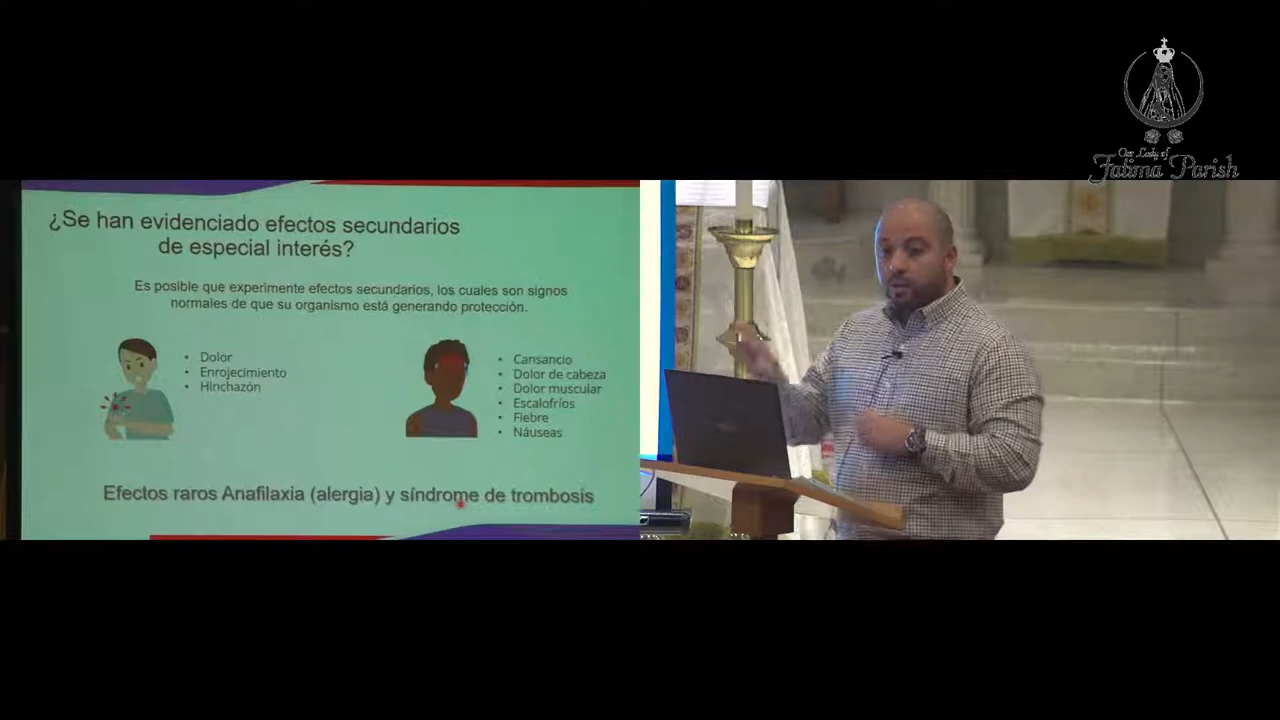 Our Lady of
Fatima Parish
¿Se han evidenciado efectos secundarios
de especial interés?
Es posible que experimente efectos secundarios, los cuales son signos
normales de que su organismo está generando protección.
• Dolor
• Enrojecimiento
• Hinchazón
• Cansancio
• Dolor de cabeza
• Dolor muscular
• Escalofríos
• Fiebre
• Náuseas
Efectos raros Anafilaxia (alergia) y síndrome de trombosis